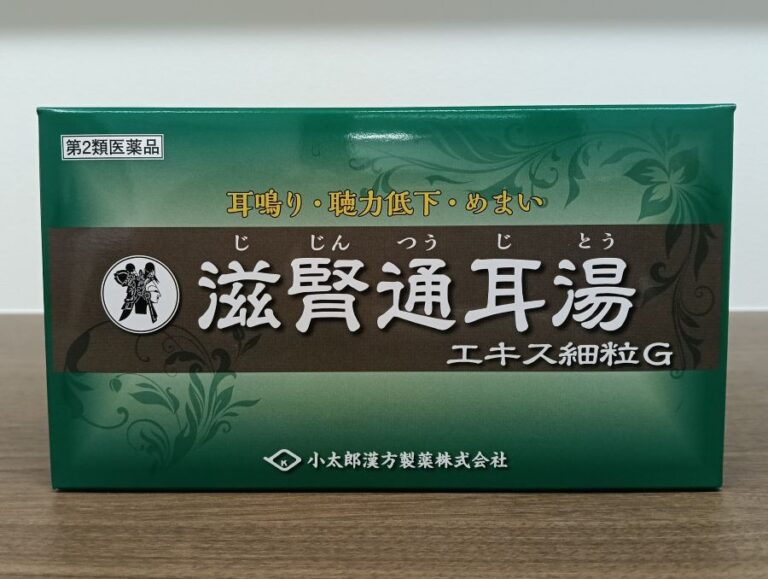 第2類医薬品
耳鳴り・聴力低下・めまい
じ じん つう じ とう
滋腎通耳湯
エキス細粒G
K
小太郎漢方製薬株式会社